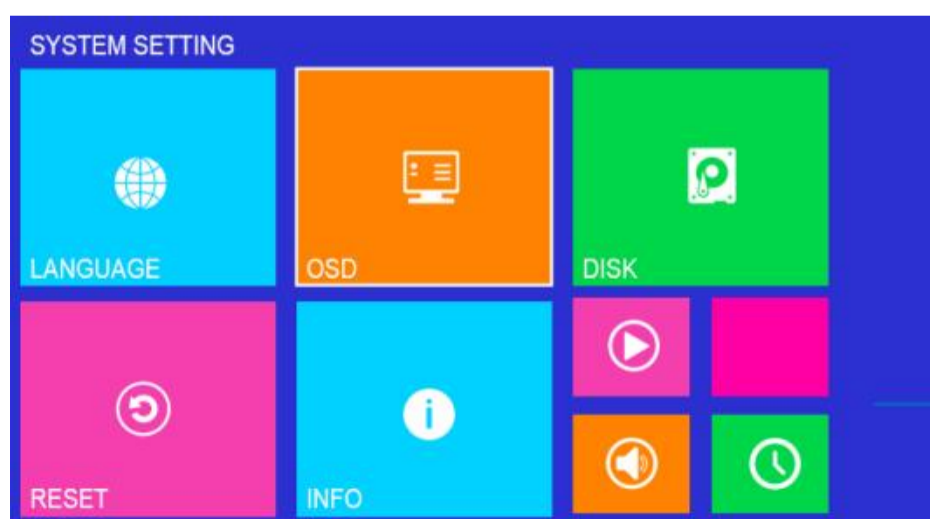 SYSTEM SETTING
LANGUAGE
OSD
DISK
RESET
INFO